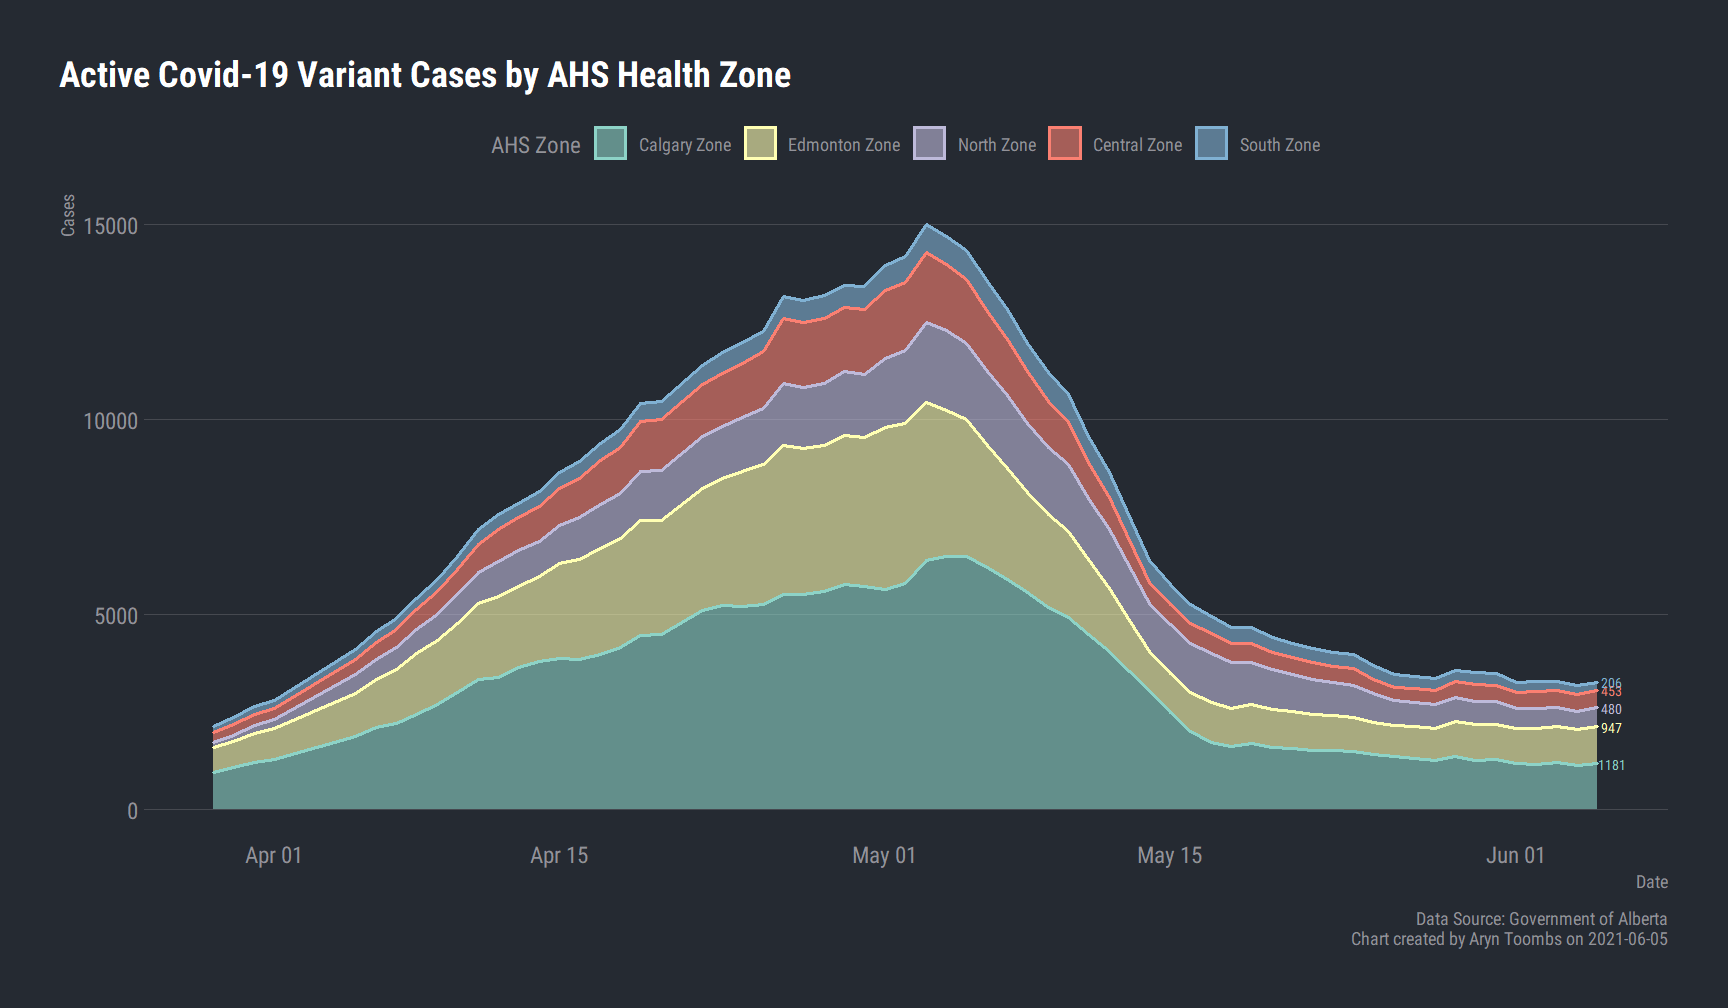 Active Covid-19 Variant Cases by AHS Health Zone
AHS Zone Calgary Zone Edmonton Zone North Zone Central Zone South Zone
Cases
15000
10000
5000
0
206
453
480
947
1181
Apr 01 Apr 15 May 01 May 15 Jun 01
Date
Data Source: Government of Alberta
Chart created by Aryn Toombs on 2021-06-05